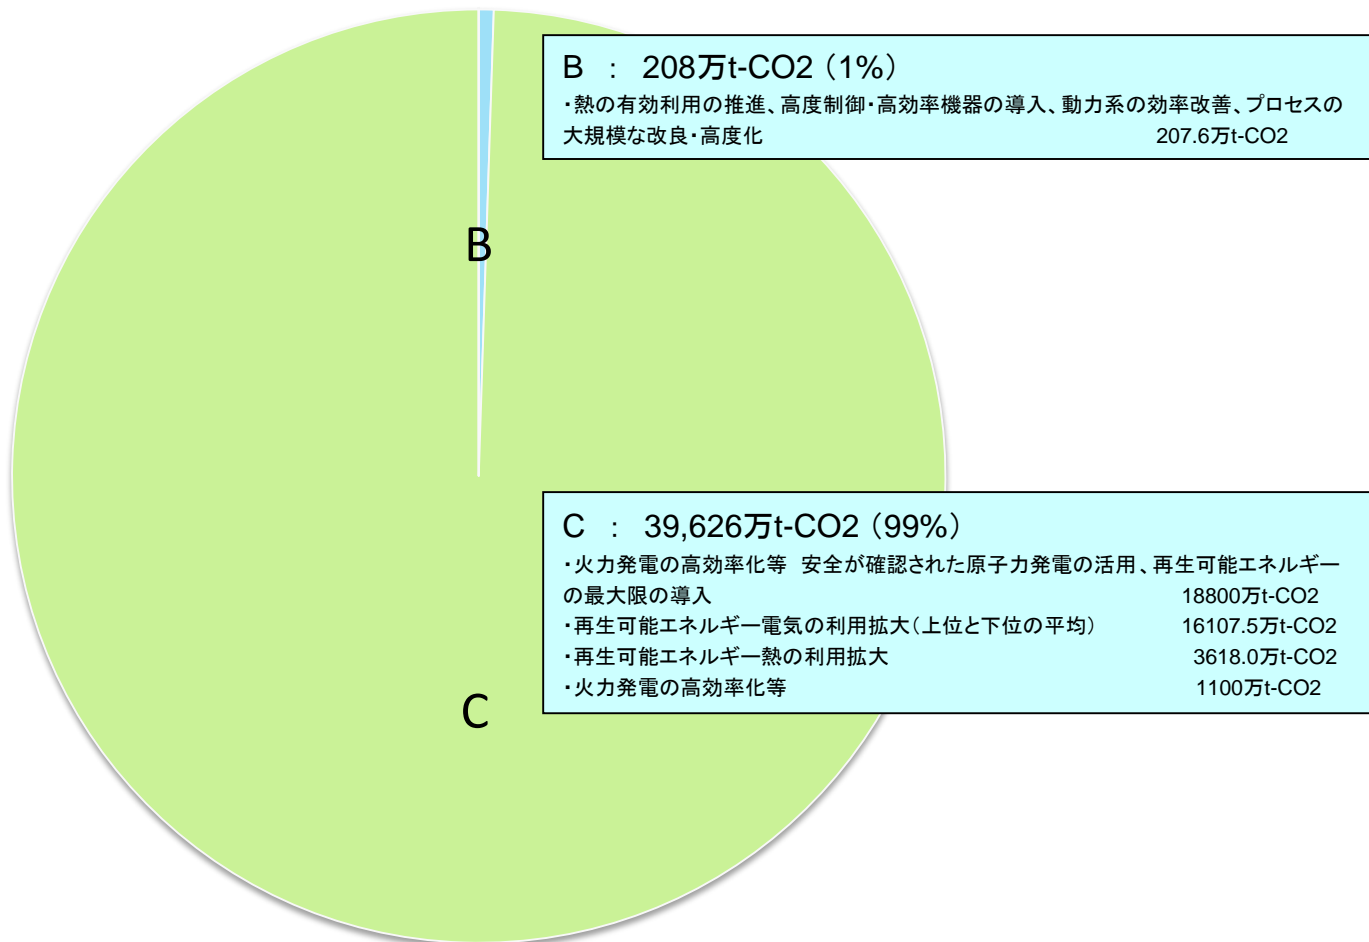 B : 208万t-CO2（1%）
・熱の有効利用の推進、高度制御・高効率機器の導入、動力系の効率改善、プロセスの
大規模な改良・高度化 207.6万t-CO2
B
C : 39,626万t-CO2（99%）
・火力発電の高効率化等 安全が確認された原子力発電の活用、再生可能エネルギー
の最大限の導入 18800万t-CO2
・再生可能エネルギー電気の利用拡大（上位と下位の平均） 16107.5万t-CO2
・再生可能エネルギー熱の利用拡大 3618.0万t-CO2
・火力発電の高効率化等 1100万t-CO2
C